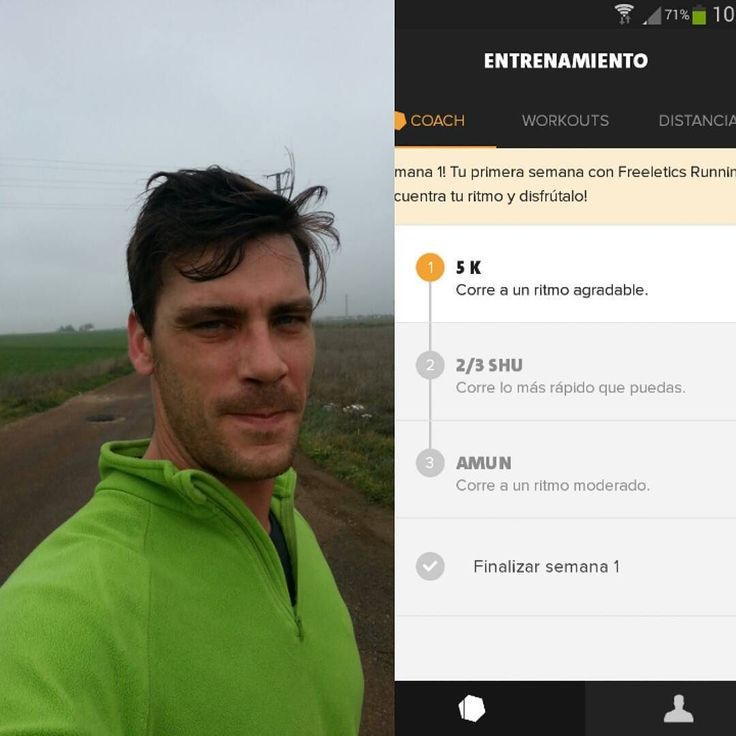 71% 10
ENTRENAMIENTO
COACH WORKOUTS DISTANCIA
mana 1! Tu primera semana con Freeletics Runnin
cuentra tu ritmo y disfrútalo!
1 5 K
Corre a un ritmo agradable.
2 2/3 SHU
Corre lo más rápido que puedas.
3 AMUN
Corre a un ritmo moderado.
Finalizar semana 1